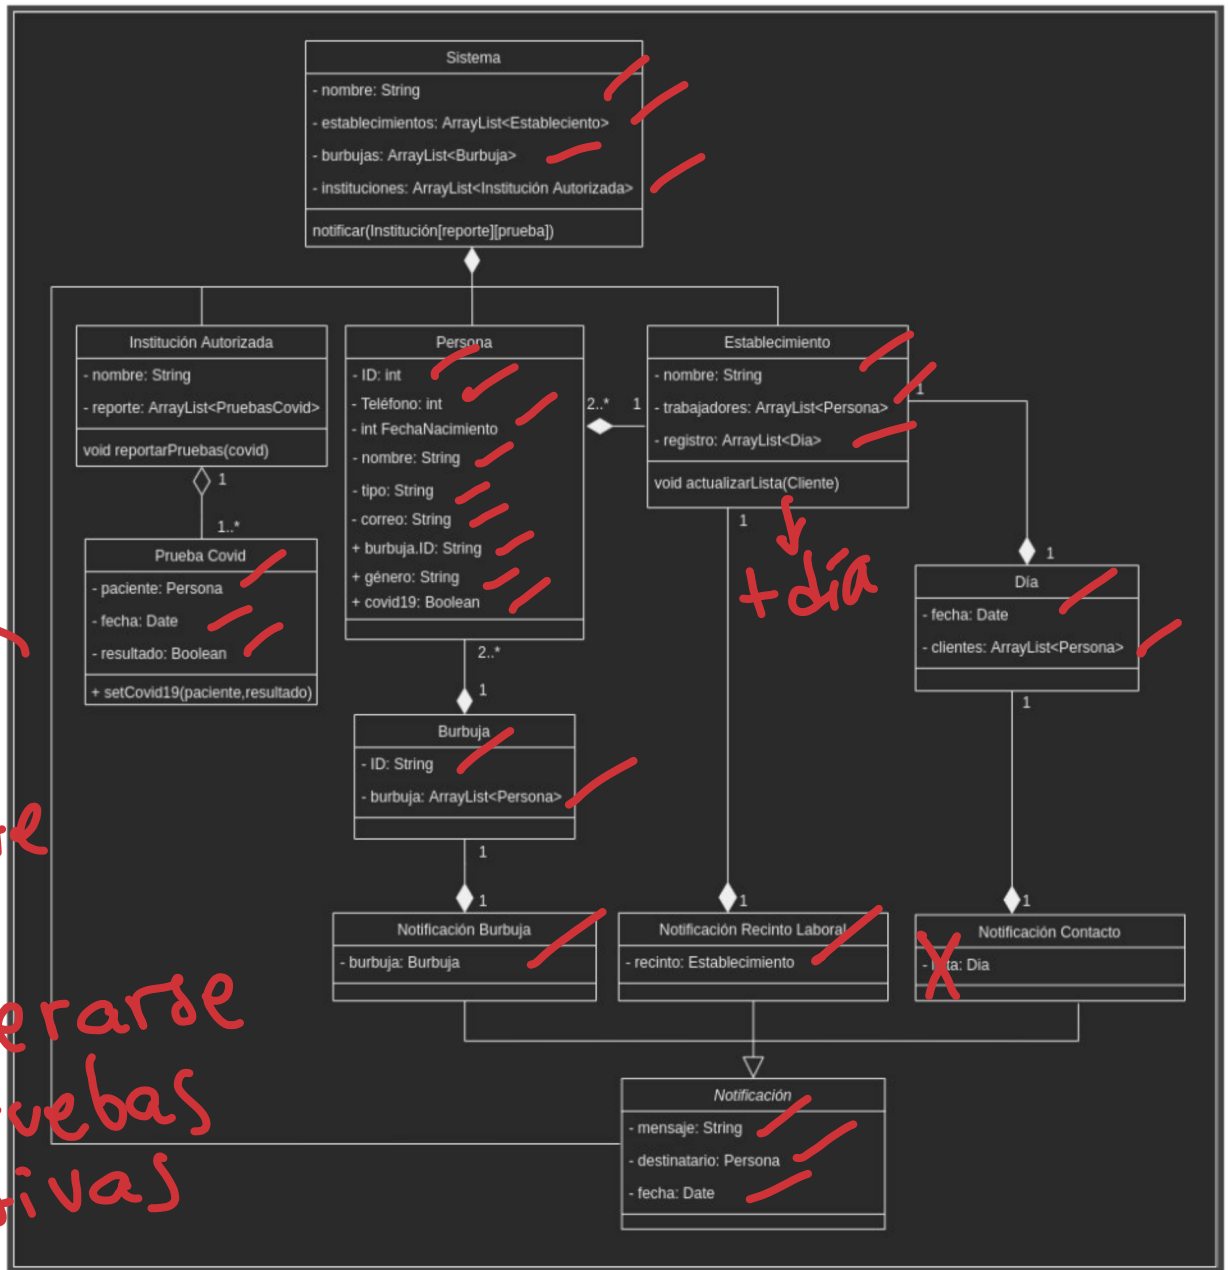 Sistema
- nombre: String
- establecimientos: ArrayList<Estableciento>
- burbujas: ArrayList<Burbuja>
- instituciones: ArrayList<Institución Autorizada>
notificar(Institución[reporte][prueba])
Institución Autorizada
- nombre: String
- reporte: ArrayList<PruebasCovid>
void reportarPruebas(covid)
1
1..*
Prueba Covid
- paciente: Persona
- fecha: Date
- resultado: Boolean
+ setCovid19(paciente,resultado)
Persona
- ID: int
- Teléfono: int
- int FechaNacimiento
- nombre: String
- tipo: String
- correo: String
+ burbuja.ID: String
+ género: String
+ covid19: Boolean
2..* 1
Establecimiento
- nombre: String
- trabajadores: ArrayList<Persona>
- registro: ArrayList<Dia>
void actualizarLista(Cliente)
+ día
1
1
1
Día
- fecha: Date
- clientes: ArrayList<Persona>
1
2..*
1
Burbuja
- ID: String
- burbuja: ArrayList<Persona>
1
1
Notificación Burbuja
- burbuja: Burbuja
1
Notificación Recinto Laboral
- recinto: Establecimiento
1
Notificación Contacto
: Dia
Notificación
- mensaje: String
- destinatario: Persona
- fecha: Date